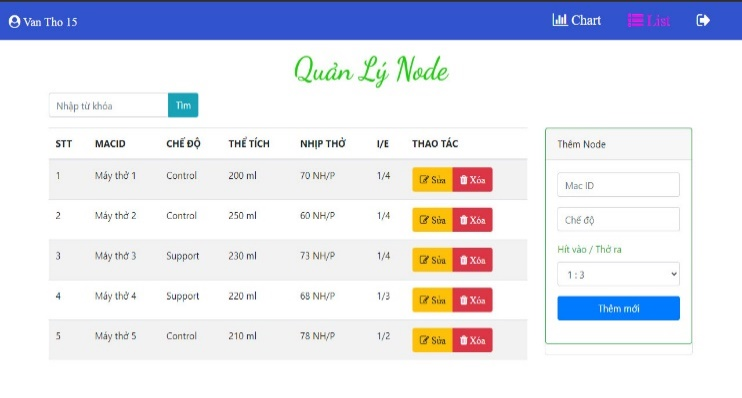 Van Tho 15 Chart List
Quản Lý Node
Nhập từ khóa Tìm
STT MACID CHẾ ĐỘ THỂ TÍCH NHỊP THỞ I/E THAO TÁC
1 Máy thở 1 Control 200 ml 70 NH/P 1/4 Sửa Xóa
2 Máy thở 2 Control 250 ml 60 NH/P 1/4 Sửa Xóa
3 Máy thở 3 Support 230 ml 73 NH/P 1/4 Sửa Xóa
4 Máy thở 4 Support 220 ml 68 NH/P 1/3 Sửa Xóa
5 Máy thở 5 Control 210 ml 78 NH/P 1/2 Sửa Xóa
Thêm Node
Mac ID
Chế độ
Hít vào / Thở ra
1 : 3
Thêm mới